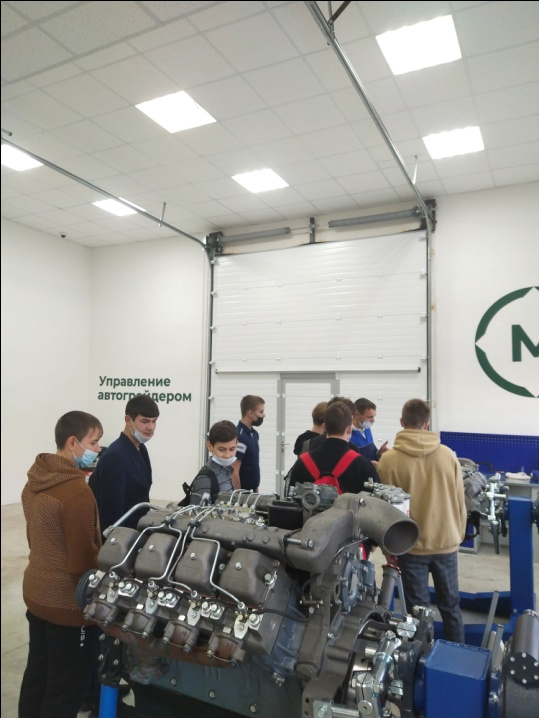 Управление
автогрейдером
М